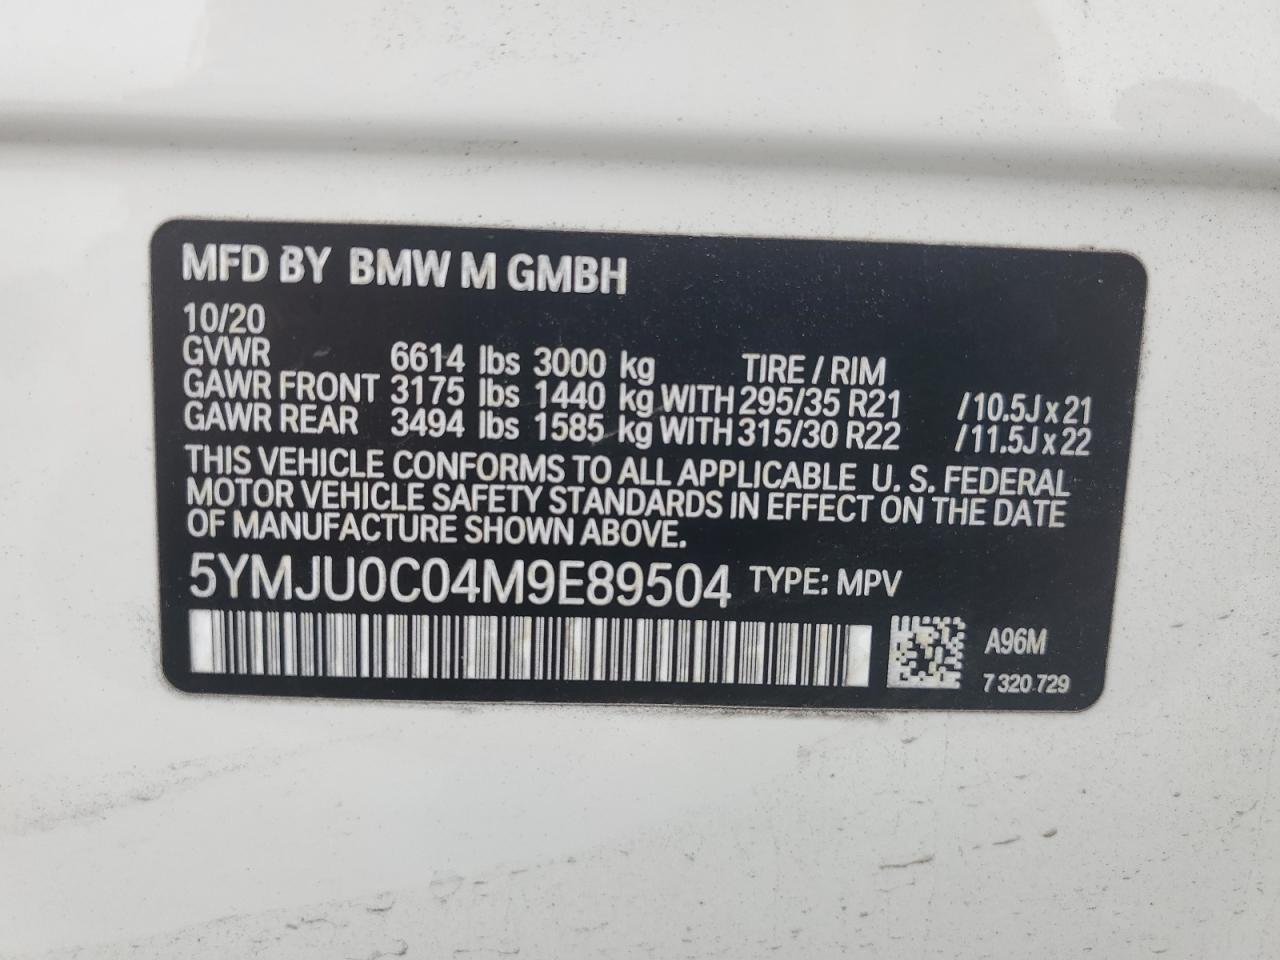 MFD BY BMW M GMBH
10/20
GVWR 6614 lbs 3000 kg TIRE / RIM
GAWR FRONT 3175 lbs 1440 kg WITH 295/35 R21 /10.5J x 21
GAWR REAR 3494 lbs 1585 kg WITH 315/30 R22 /11.5J x 22
THIS VEHICLE CONFORMS TO ALL APPLICABLE U. S. FEDERAL
MOTOR VEHICLE SAFETY STANDARDS IN EFFECT ON THE DATE
OF MANUFACTURE SHOWN ABOVE.
5YMJU0C04M9E89504 TYPE: MPV
A96M
7 320 729